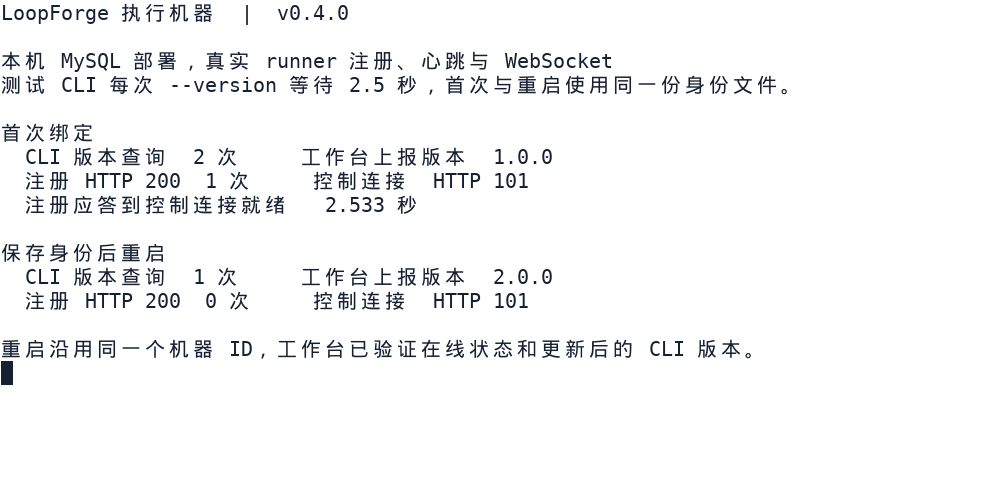 LoopForge 执行机器  |  v0.4.0
本机 MySQL 部署，真实 runner 注册、心跳与 WebSocket
测试 CLI 每次 --version 等待 2.5 秒，首次与重启使用同一份身份文件。
首次绑定
CLI 版本查询  2 次     工作台上报版本  1.0.0
注册 HTTP 200  1 次     控制连接  HTTP 101
注册应答到控制连接就绪   2.533 秒
保存身份后重启
CLI 版本查询  1 次     工作台上报版本  2.0.0
注册 HTTP 200  0 次     控制连接  HTTP 101
重启沿用同一个机器 ID，工作台已验证在线状态和更新后的 CLI 版本。